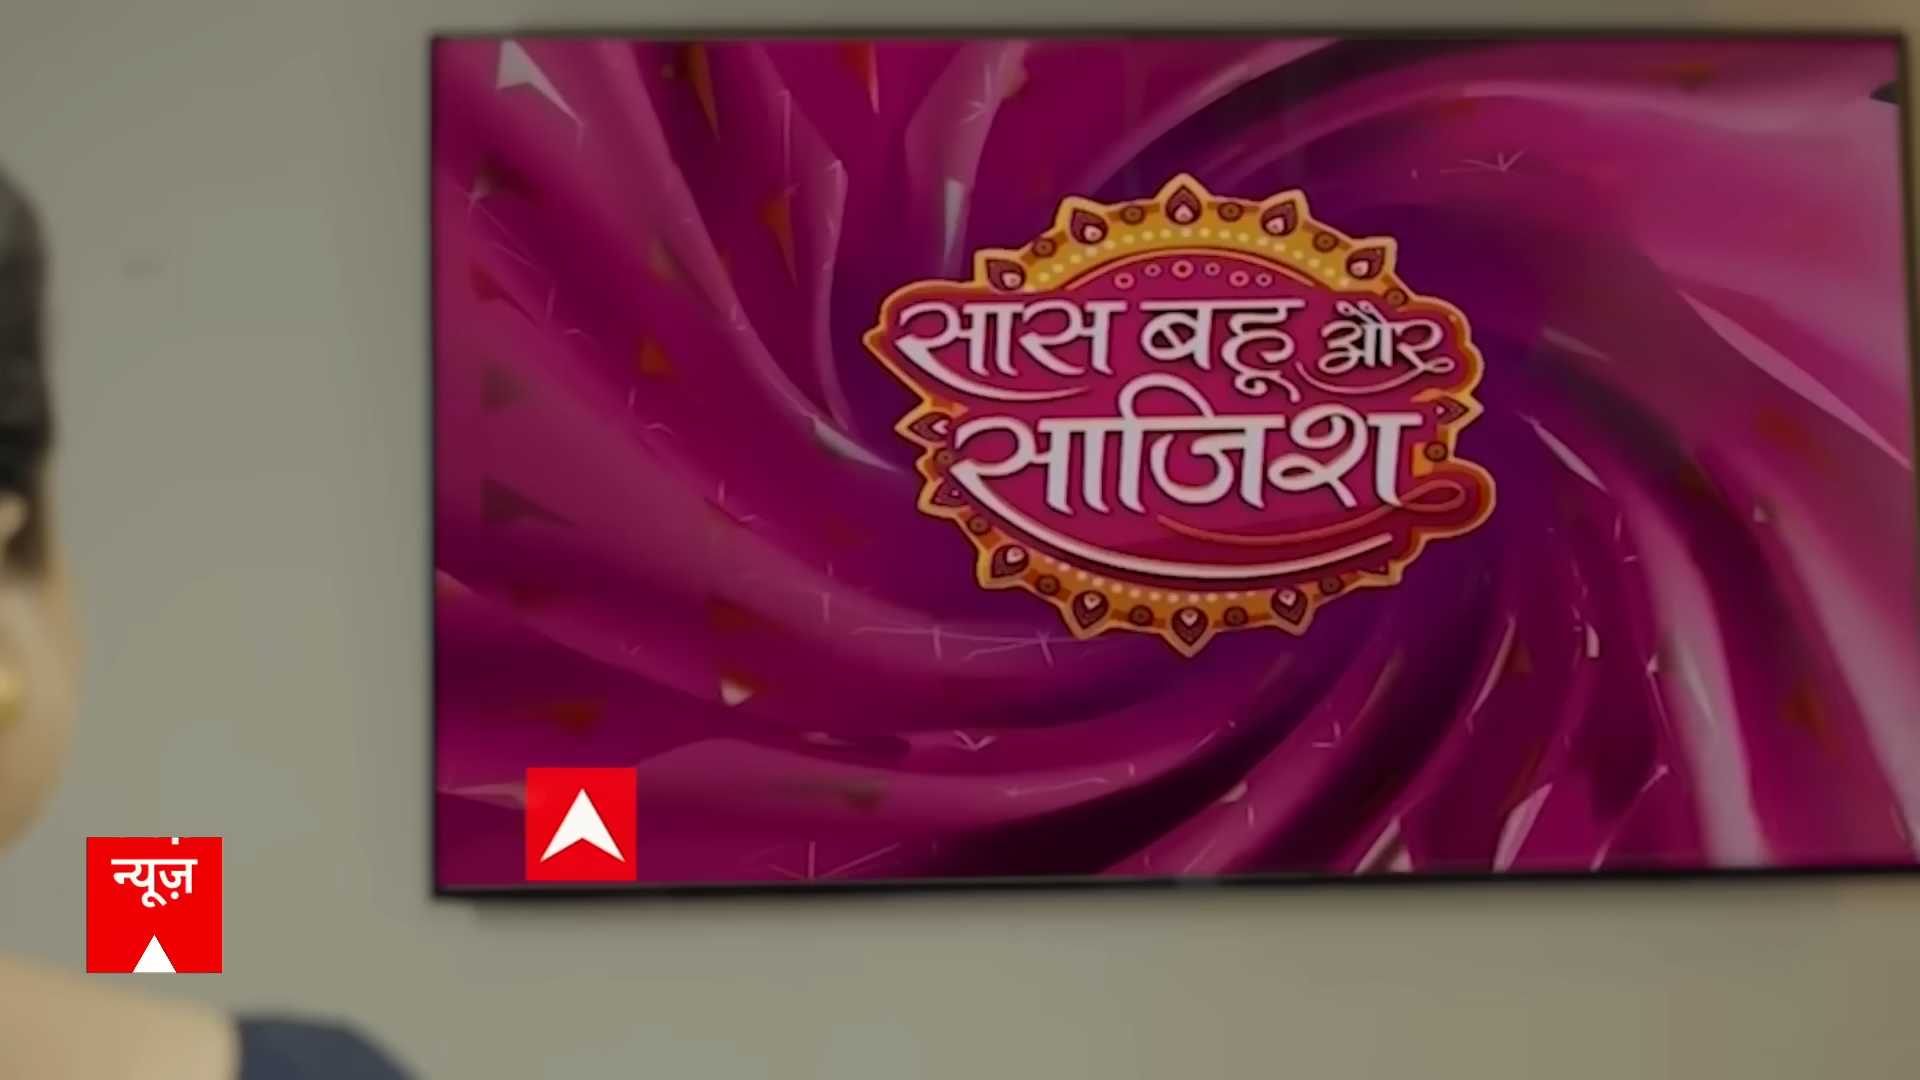 सास बहू और
साजिश
न्यूज़